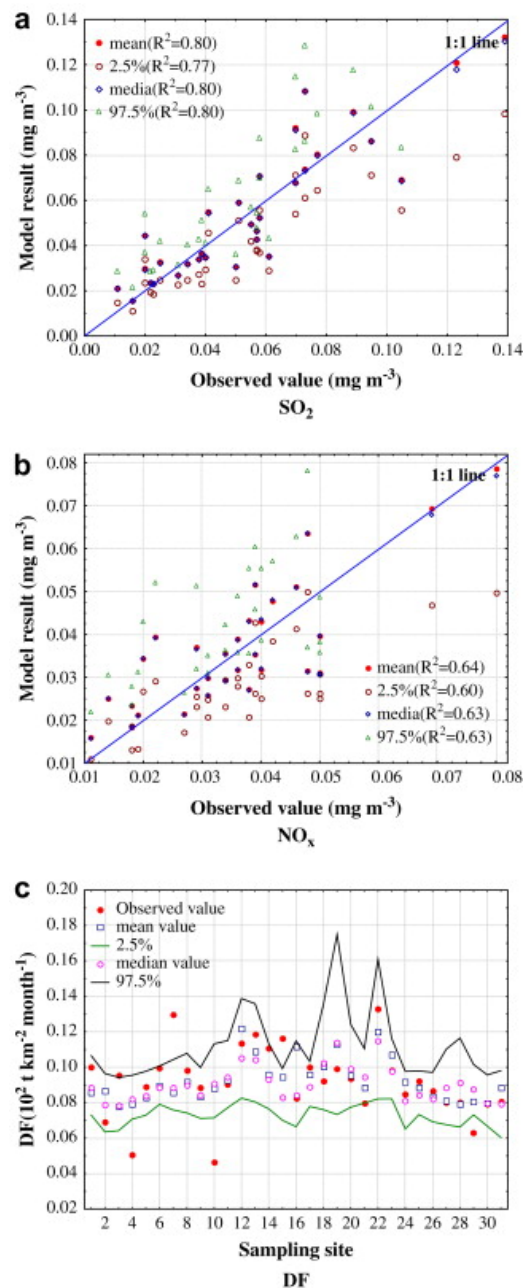 a
mean(R²=0.80)
2.5%(R²=0.77)
media(R²=0.80)
97.5%(R²=0.80)
1:1 line
0.14
0.12
0.10
0.08
0.06
0.04
0.02
0.00
Model result (mg m⁻³)
0.00 0.02 0.04 0.06 0.08 0.10 0.12 0.14
Observed value (mg m⁻³)
SO₂
b
1:1 line
0.08
0.07
0.06
0.05
0.04
0.03
0.02
0.01
Model result (mg m⁻³)
mean(R²=0.64)
2.5%(R²=0.60)
media(R²=0.63)
97.5%(R²=0.63)
0.01 0.02 0.03 0.04 0.05 0.06 0.07 0.08
Observed value (mg m⁻³)
NOₓ
c
Observed value
mean value
2.5%
median value
97.5%
0.20
0.18
0.16
0.14
0.12
0.10
0.08
0.06
0.04
0.02
DF(10² t km⁻² month⁻¹)
2 4 6 8 10 12 14 16 18 20 22 24 26 28 30
Sampling site
DF